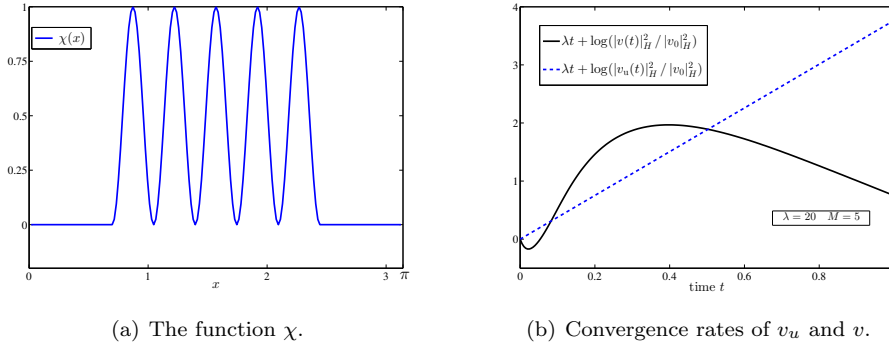 1
0.75
0.5
0.25
0
0
1
2
3
π
x
χ(x)
(a) The function χ.
4
3
2
1
0
0
0.2
0.4
0.6
0.8
time t
λt + log(|v(t)|²_H / |v₀|²_H)
λt + log(|v_u(t)|²_H / |v₀|²_H)
λ = 20 M = 5
(b) Convergence rates of v_u and v.